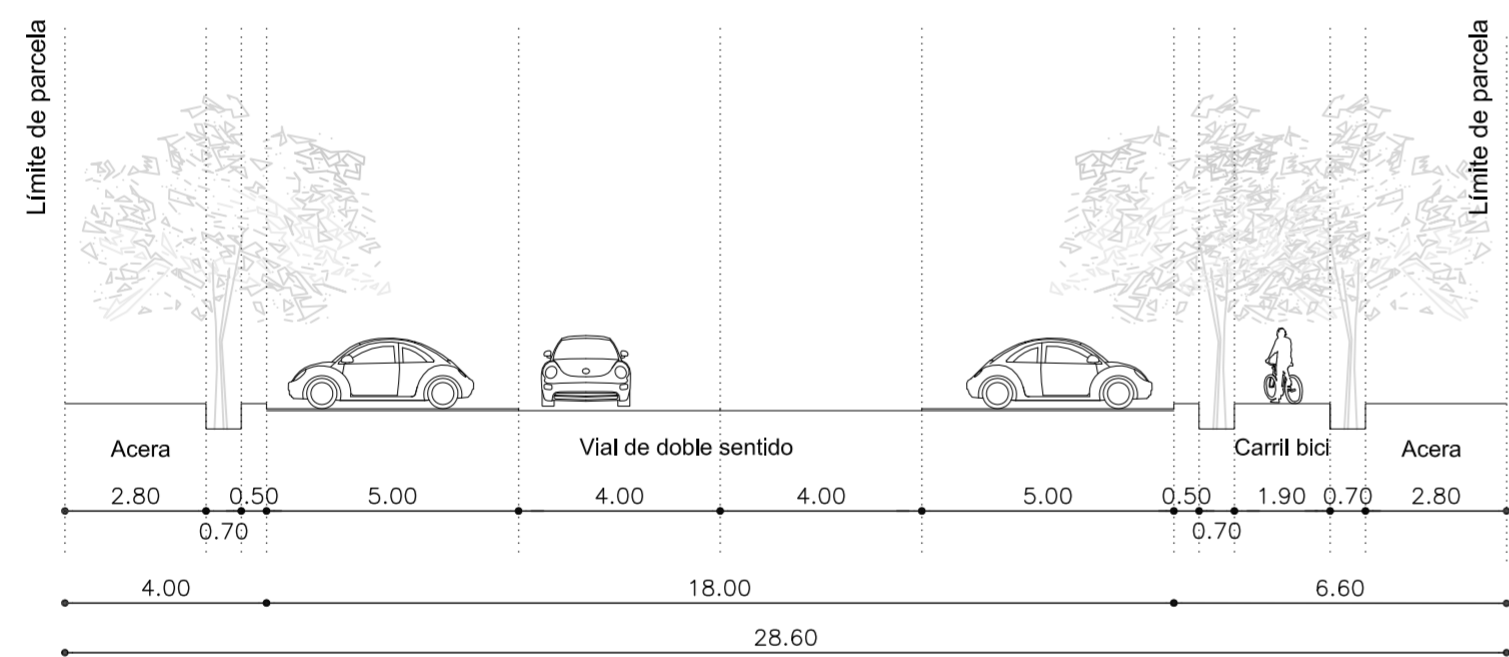 Límite de parcela
Límite de parcela
Acera
Vial de doble sentido
Carril bici
Acera
2.80 0.50 5.00 4.00 4.00 5.00 0.50 1.90 0.70 2.80
0.70 0.70
4.00 18.00 6.60
28.60